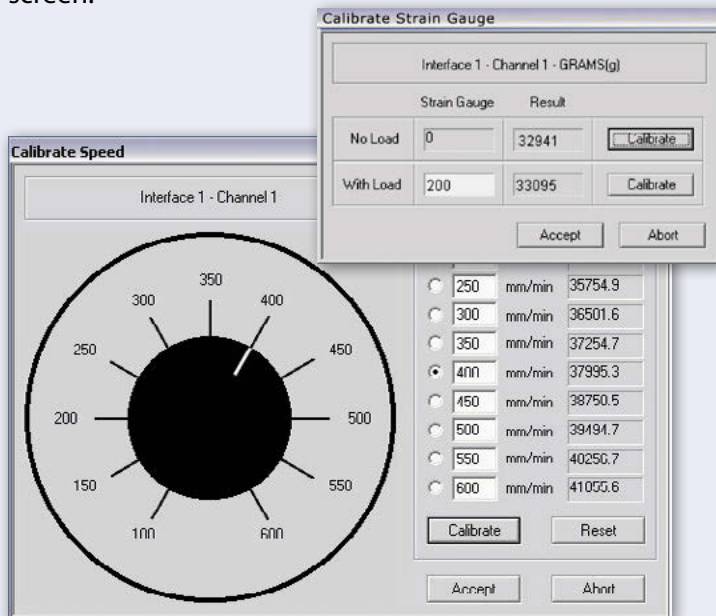 screen.
Calibrate Strain Gauge
Interface 1 - Channel 1 - GRAMS(g)
Strain Gauge Result
No Load 0 32941 Calibrate
With Load 200 33095 Calibrate
Accept Abort
Calibrate Speed
Interface 1 - Channel 1
350
300 400
250 450
200 500
150 550
100 600
250 mm/min 35754.9
300 mm/min 36501.6
350 mm/min 37254.7
400 mm/min 37995.3
450 mm/min 38750.5
500 mm/min 39494.7
550 mm/min 40256.7
600 mm/min 41055.6
Calibrate Reset
Accept Abort